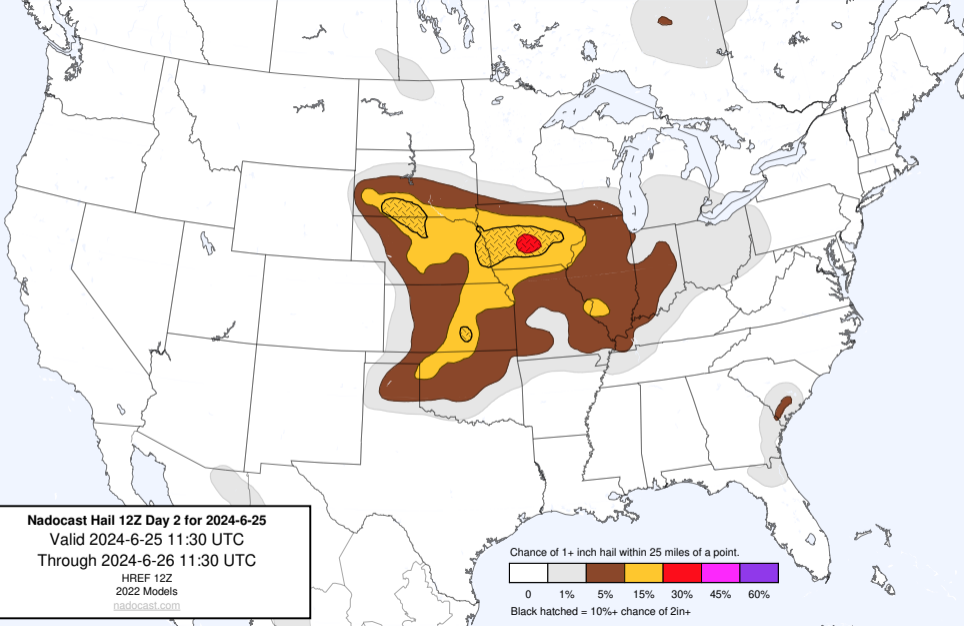 Nadocast Hail 12Z Day 2 for 2024-6-25
Valid 2024-6-25 11:30 UTC
Through 2024-6-26 11:30 UTC
HREF 12Z
2022 Models
nadocast.com
Chance of 1+ inch hail within 25 miles of a point.
0 1% 5% 15% 30% 45% 60%
Black hatched = 10%+ chance of 2in+